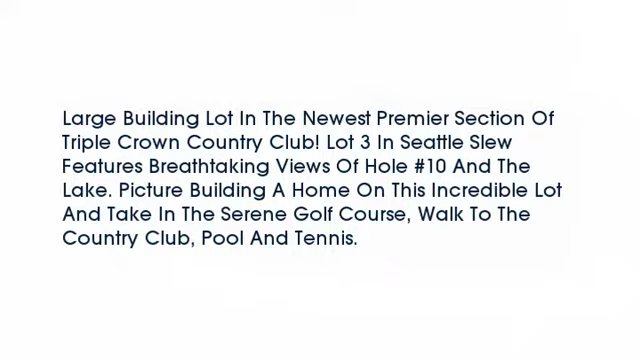 Large Building Lot In The Newest Premier Section Of
Triple Crown Country Club! Lot 3 In Seattle Slew
Features Breathtaking Views Of Hole #10 And The
Lake. Picture Building A Home On This Incredible Lot
And Take In The Serene Golf Course, Walk To The
Country Club, Pool And Tennis.